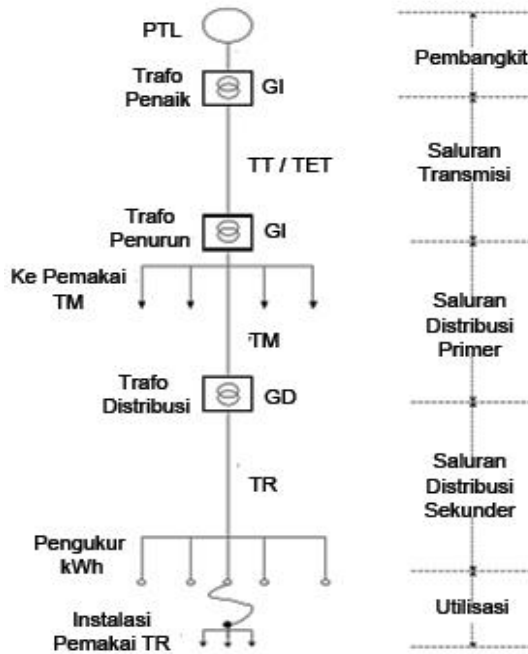 PTL
Pembangkit
Trafo
Penaik
GI
TT / TET
Saluran
Transmisi
Trafo
Penurun
GI
Ke Pemakai
TM
TM
Saluran
Distribusi
Primer
Trafo
Distribusi
GD
TR
Saluran
Distribusi
Sekunder
Pengukur
kWh
Instalasi
Pemakai TR
Utilisasi